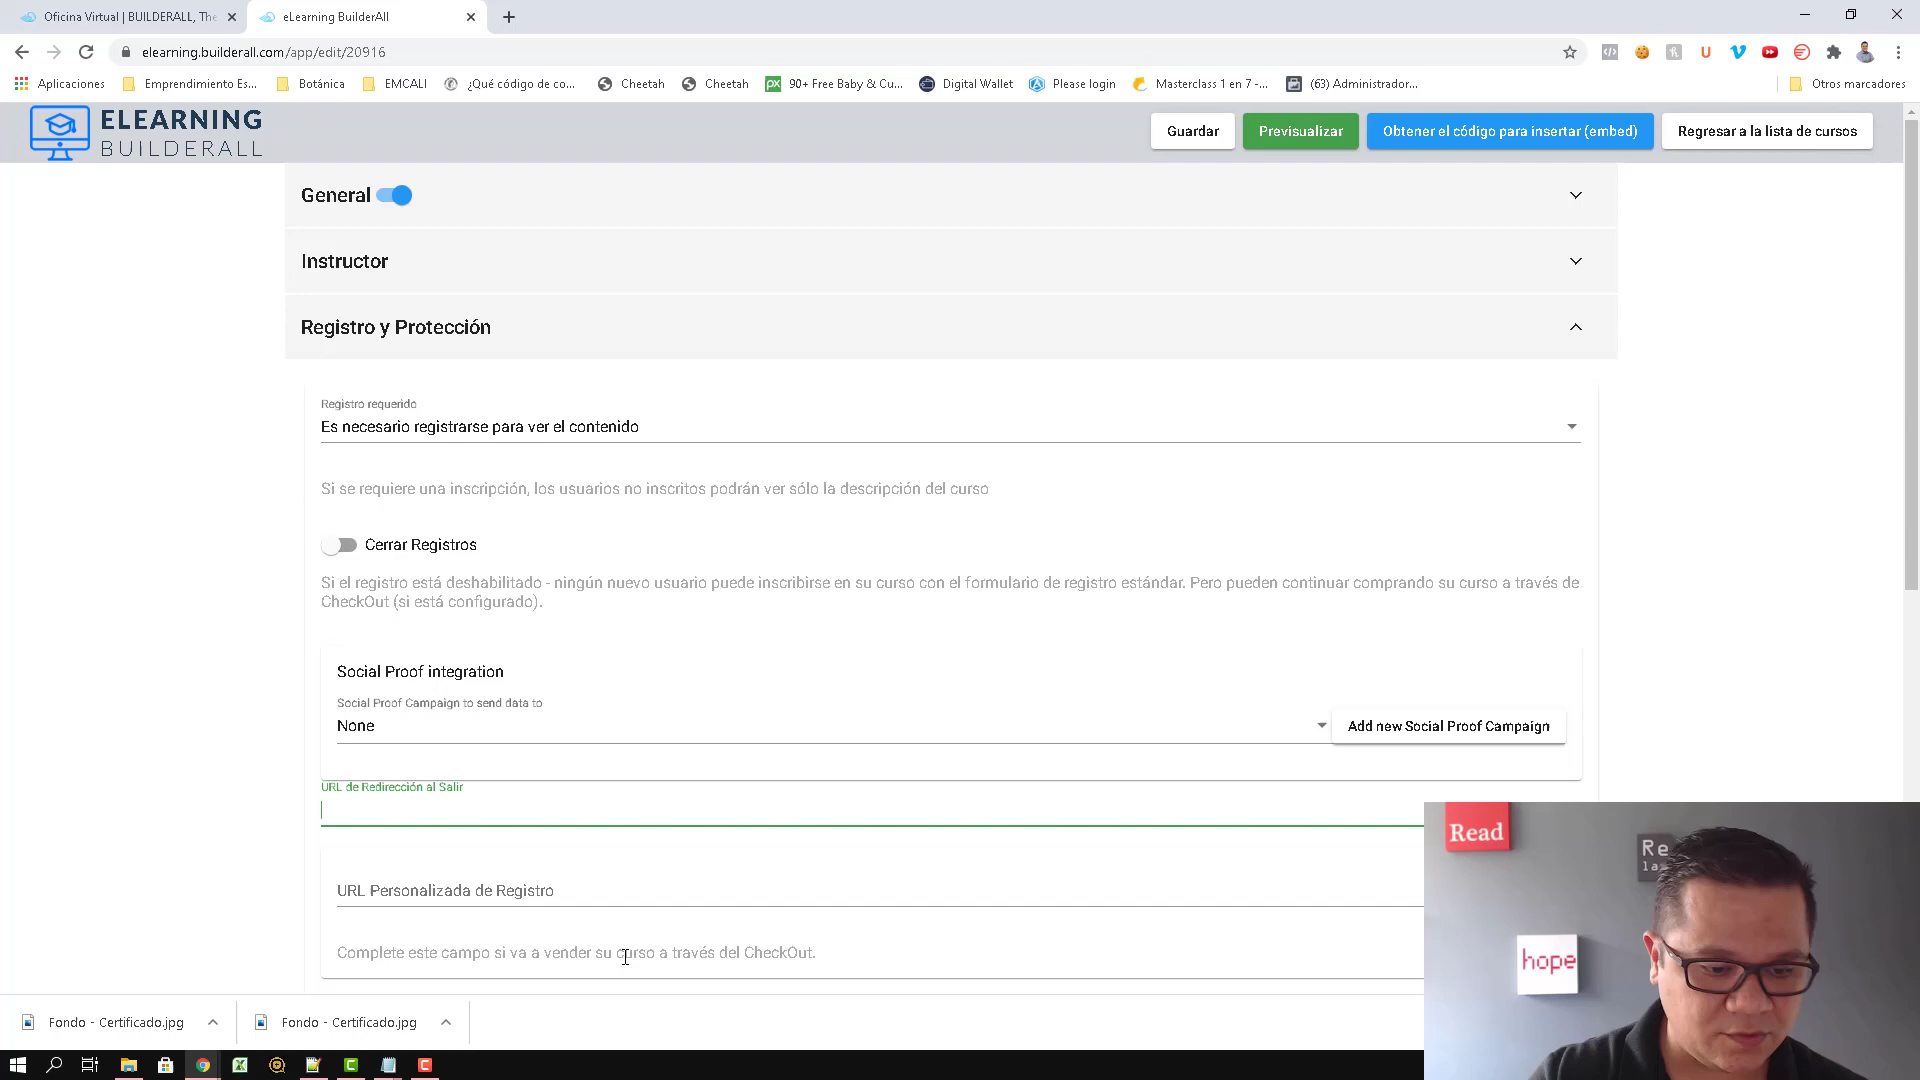 Oficina Virtual | BUILDERALL, The
eLearning BuilderAll
elearning.builderall.com/app/edit/20916
Aplicaciones
Emprendimiento Es...
Botánica
EMCALI
¿Qué código de co...
Cheetah
Cheetah
90+ Free Baby & Cu...
Digital Wallet
Please login
Masterclass 1 en 7 -...
(63) Administrador...
Otros marcadores
ELEARNING
BUILDERALL
Guardar
Previsualizar
Obtener el código para insertar (embed)
Regresar a la lista de cursos
General
Instructor
Registro y Protección
Registro requerido
Es necesario registrarse para ver el contenido
Si se requiere una inscripción, los usuarios no inscritos podrán ver sólo la descripción del curso
Cerrar Registros
Si el registro está deshabilitado - ningún nuevo usuario puede inscribirse en su curso con el formulario de registro estándar. Pero pueden continuar comprando su curso a través de
CheckOut (si está configurado).
Social Proof integration
Social Proof Campaign to send data to
None
Add new Social Proof Campaign
URL de Redirección al Salir
URL Personalizada de Registro
Complete este campo si va a vender su curso a través del CheckOut.
Read
hope
Fondo - Certificado.jpg
Fondo - Certificado.jpg